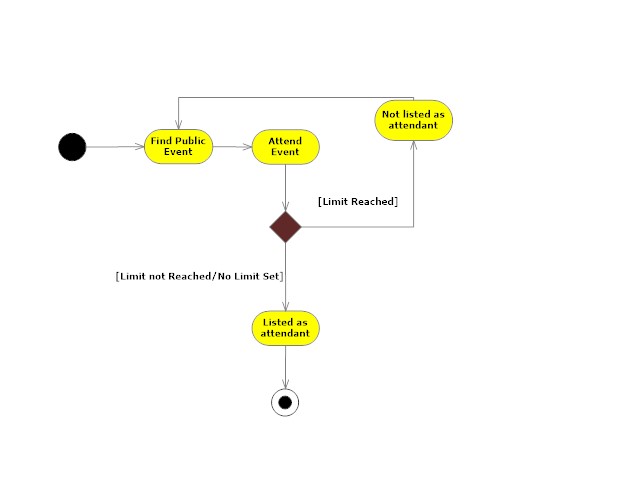 Not listed as
attendant
Find Public
Event
Attend
Event
[Limit Reached]
[Limit not Reached/No Limit Set]
Listed as
attendant